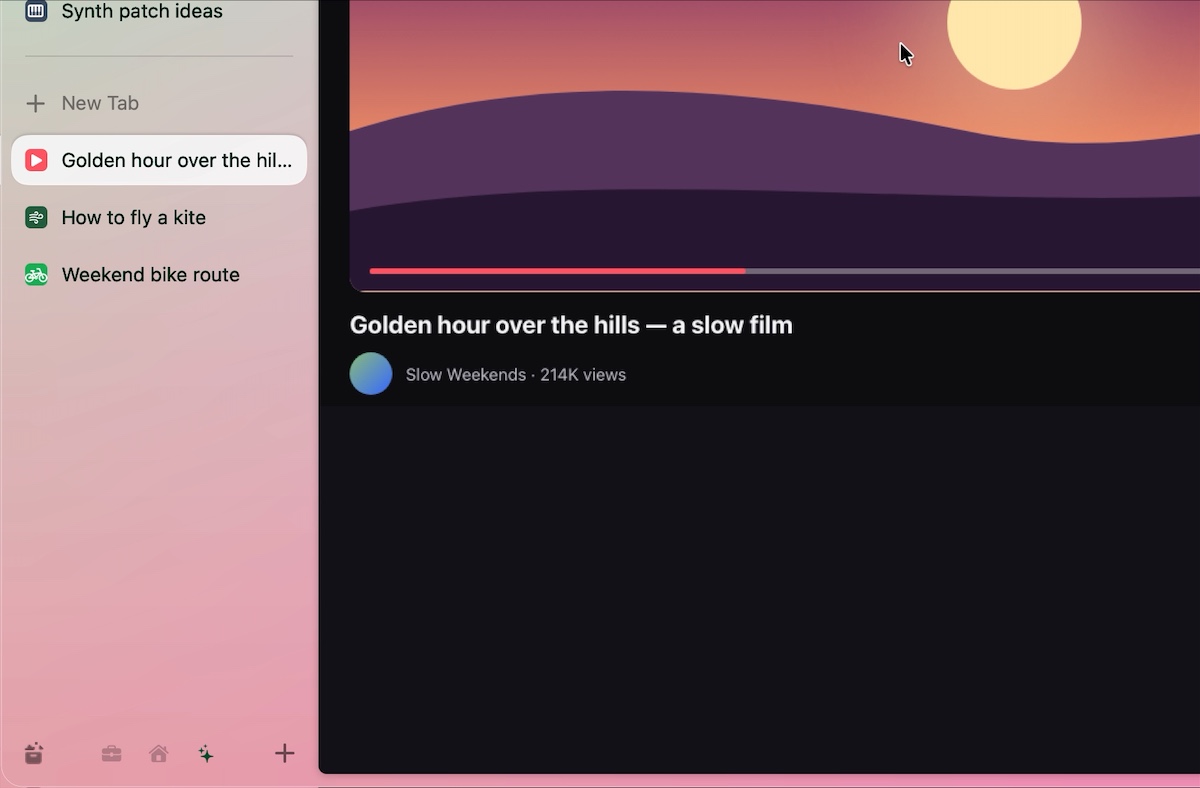 Synth patch ideas
New Tab
Golden hour over the hil...
How to fly a kite
Weekend bike route
Golden hour over the hills — a slow film
Slow Weekends · 214K views